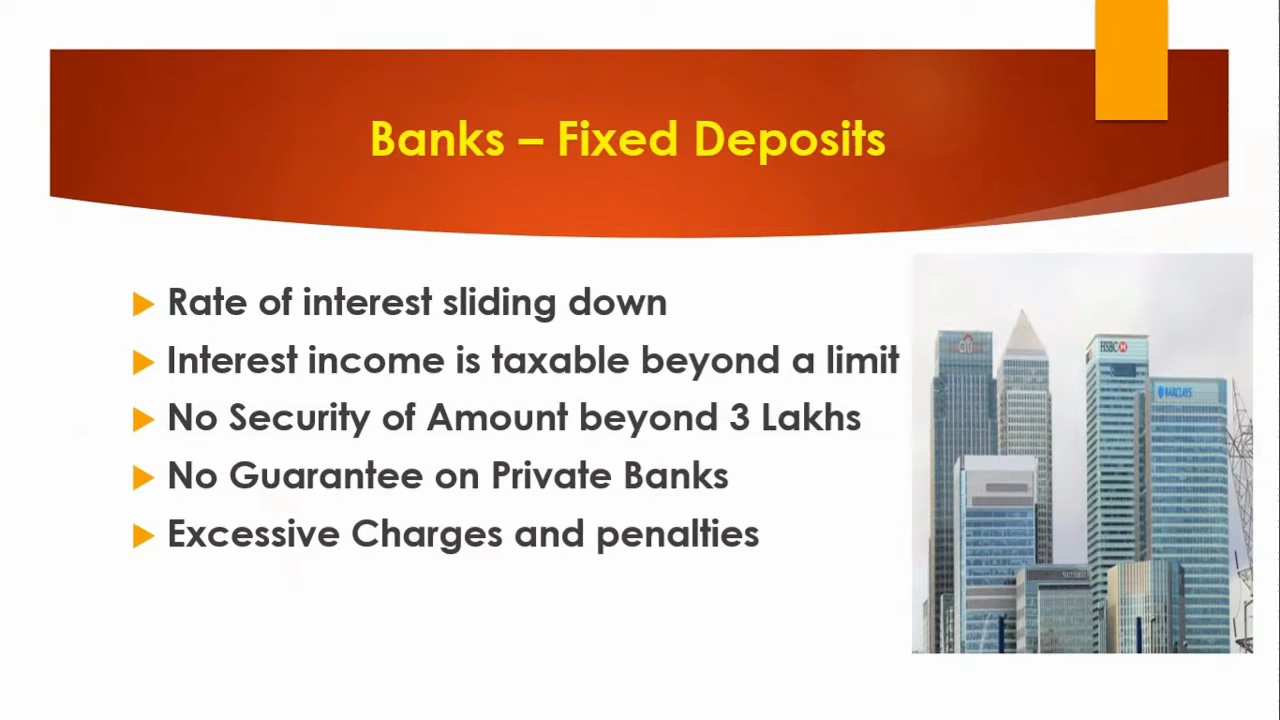 Banks – Fixed Deposits
Rate of interest sliding down
Interest income is taxable beyond a limit
No Security of Amount beyond 3 Lakhs
No Guarantee on Private Banks
Excessive Charges and penalties
citi
HSBC
BARCLAYS